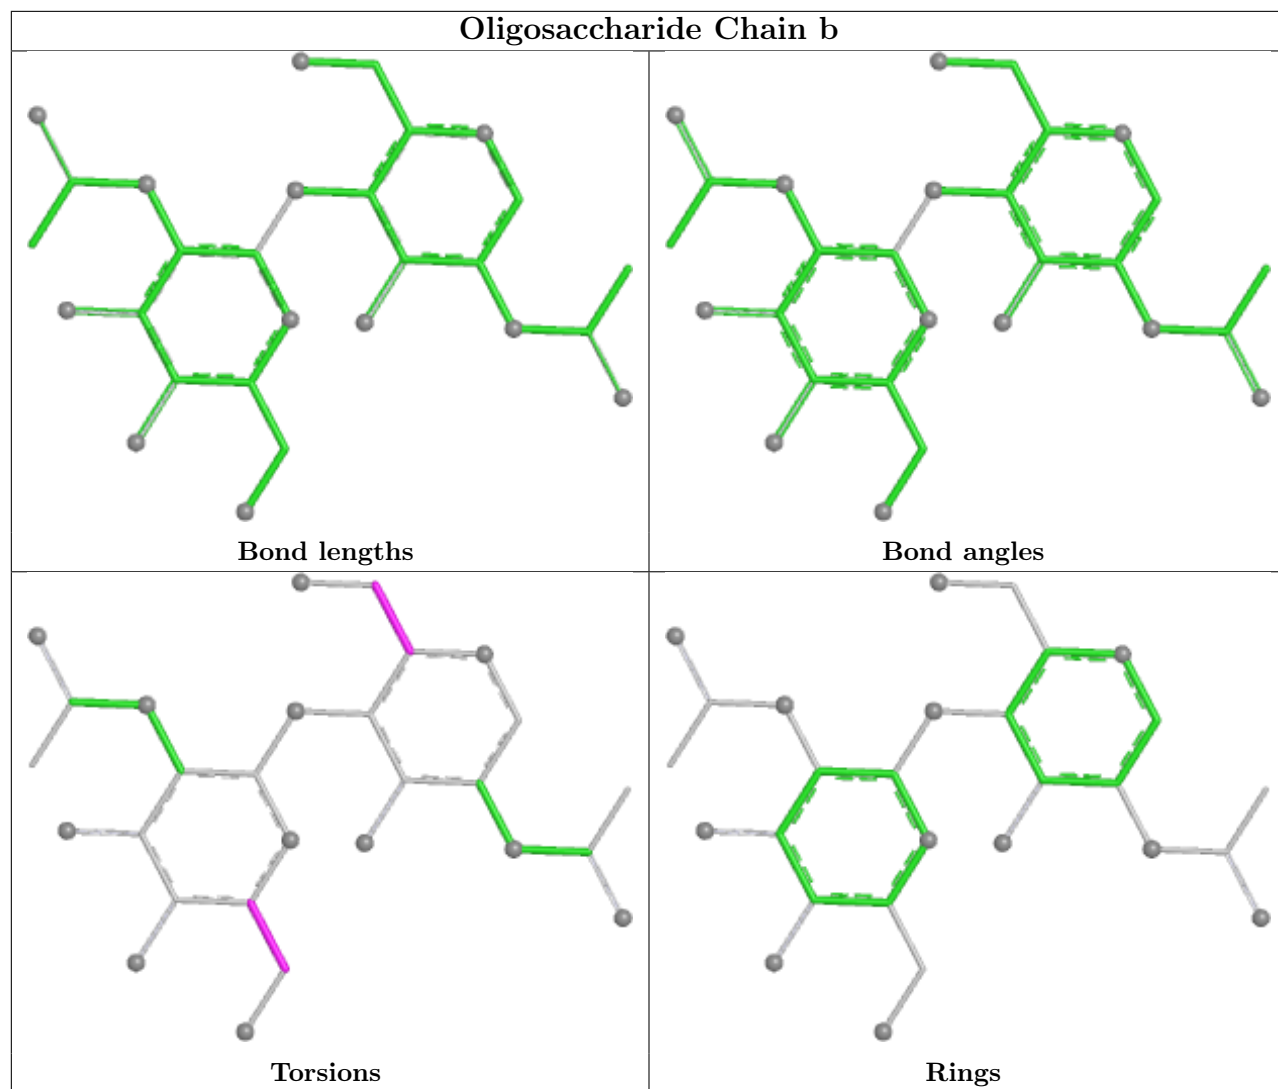 Oligosaccharide Chain b
Bond lengths
Bond angles
Torsions
Rings